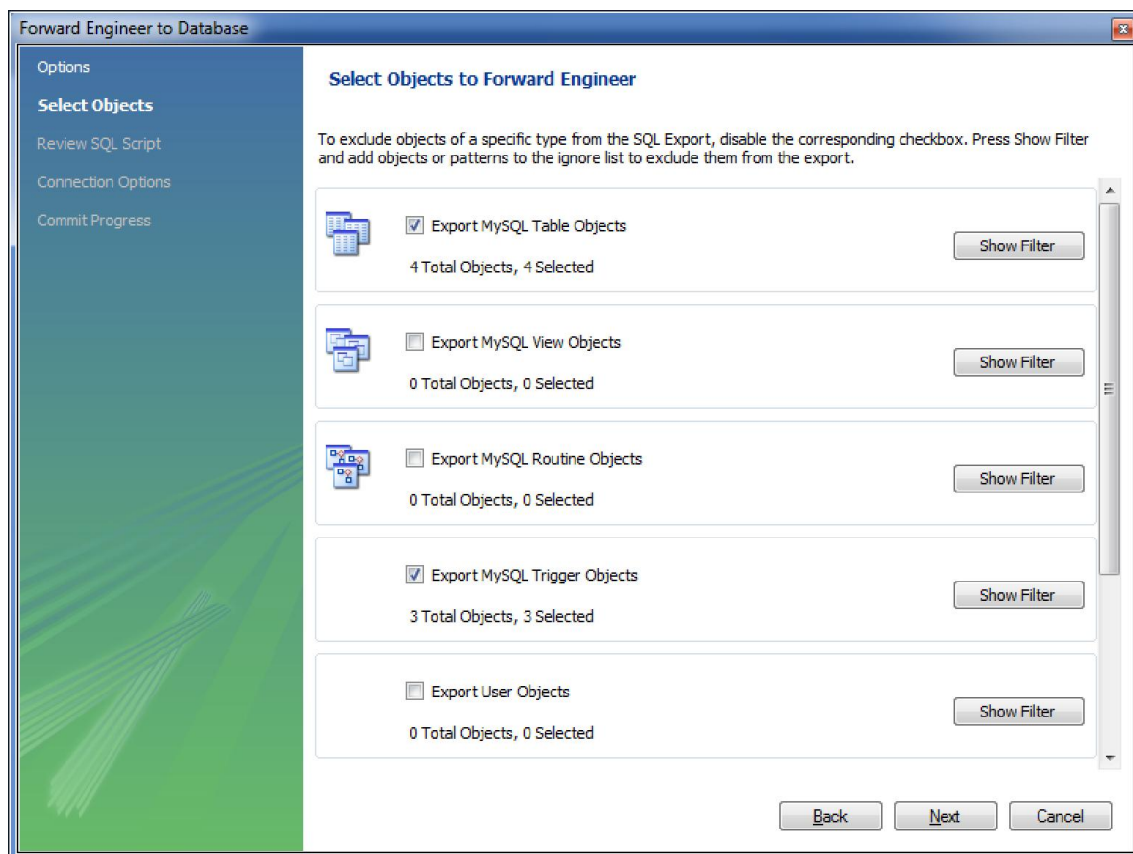 Forward Engineer to Database
Options
Select Objects
Review SQL Script
Connection Options
Commit Progress
Select Objects to Forward Engineer
To exclude objects of a specific type from the SQL Export, disable the corresponding checkbox. Press Show Filter
and add objects or patterns to the ignore list to exclude them from the export.
Export MySQL Table Objects
4 Total Objects, 4 Selected
Show Filter
Export MySQL View Objects
0 Total Objects, 0 Selected
Show Filter
Export MySQL Routine Objects
0 Total Objects, 0 Selected
Show Filter
Export MySQL Trigger Objects
3 Total Objects, 3 Selected
Show Filter
Export User Objects
0 Total Objects, 0 Selected
Show Filter
Back Next Cancel